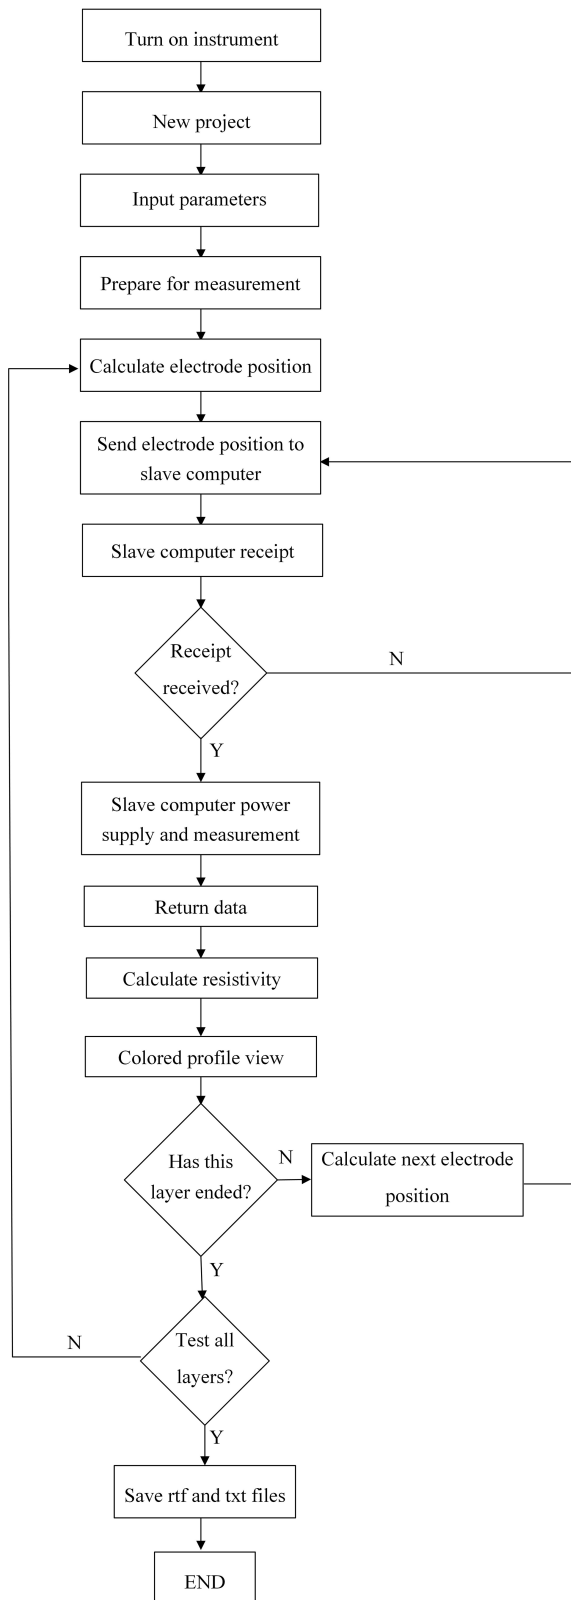 Turn on instrument
New project
Input parameters
Prepare for measurement
Calculate electrode position
Send electrode position to
slave computer
Slave computer receipt
Receipt
received?
N
Y
Slave computer power
supply and measurement
Return data
Calculate resistivity
Colored profile view
Has this
layer ended?
N
Calculate next electrode
position
Y
Test all
layers?
N
Y
Save rtf and txt files
END